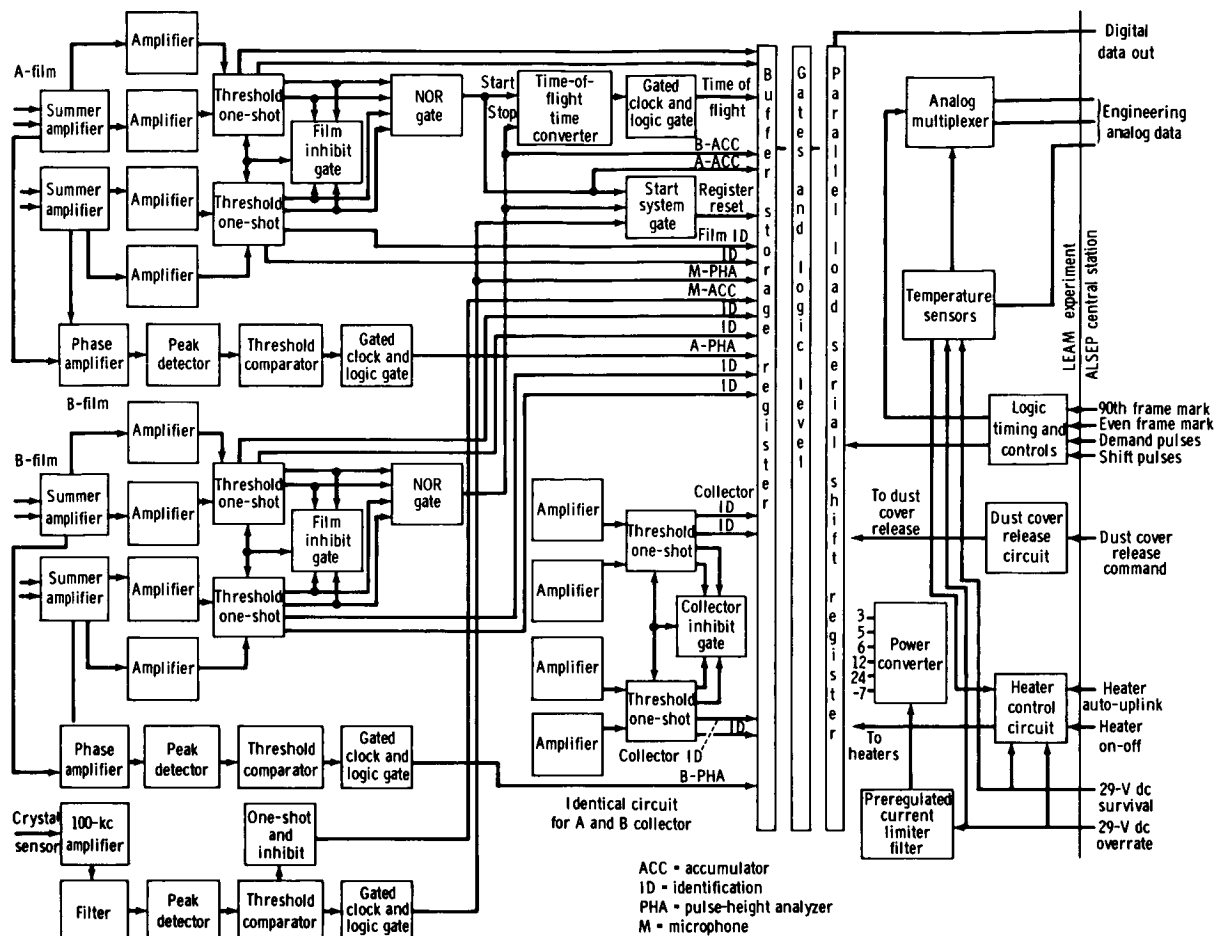 A-film
Summer
amplifier
Summer
amplifier
Amplifier
Amplifier
Amplifier
Amplifier
Threshold
one-shot
Film
inhibit
gate
Threshold
one-shot
NOR
gate
Start
Stop
Time-of-
flight
time
converter
Gated
clock and
logic gate
Time of
flight
B-ACC
A-ACC
Start
system
gate
Register
reset
Film ID
ID
M-PHA
M-ACC
ID
ID
A-PHA
ID
ID
Phase
amplifier
Peak
detector
Threshold
comparator
Gated
clock and
logic gate
B-film
B-film
Summer
amplifier
Summer
amplifier
Amplifier
Amplifier
Amplifier
Amplifier
Threshold
one-shot
Film
inhibit
gate
Threshold
one-shot
NOR
gate
Amplifier
Amplifier
Amplifier
Amplifier
Threshold
one-shot
Collector
ID
ID
Collector
inhibit
gate
Threshold
one-shot
Collector ID
ID
B-PHA
Identical circuit
for A and B collector
Phase
amplifier
Peak
detector
Threshold
comparator
Gated
clock and
logic gate
Crystal
sensor
100-kc
amplifier
One-shot
and
inhibit
Filter
Peak
detector
Threshold
comparator
Gated
clock and
logic gate
Buffer storage register
Gates and logic level
Parallel load serial shift register
Digital
data out
Analog
multiplexer
Engineering
analog data
Temperature
sensors
LEAM experiment
ALSEP central station
Logic
timing and
controls
90th frame mark
Even frame mark
Demand pulses
Shift pulses
To dust
cover
release
Dust cover
release
circuit
Dust cover
release
command
3
5
6
12
24
-7
Power
converter
Heater
control
circuit
Heater
auto-uplink
Heater
on-off
To
heaters
Preregulated
current
limiter
filter
29-V dc
survival
29-V dc
overrate
ACC = accumulator
ID = identification
PHA = pulse-height analyzer
M = microphone